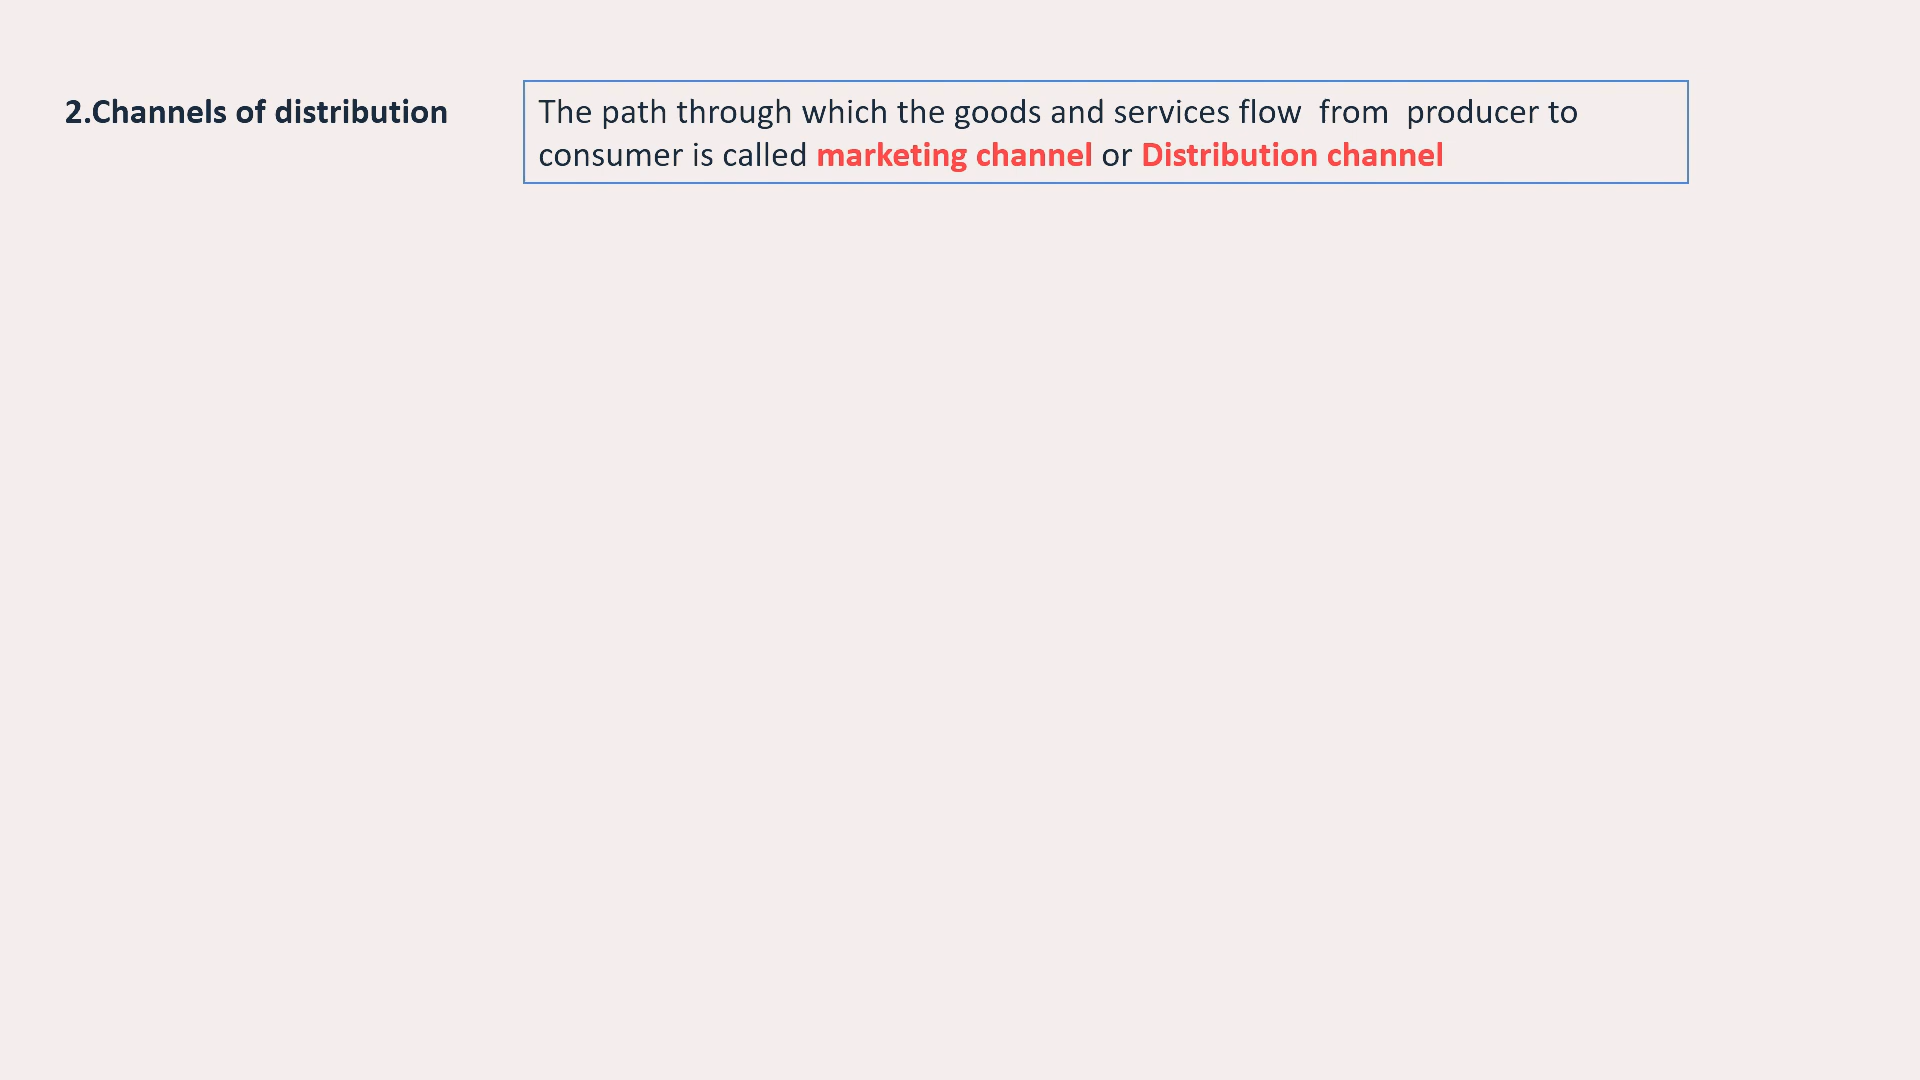 2.Channels of distribution
The path through which the goods and services flow  from  producer to
consumer is called marketing channel or Distribution channel